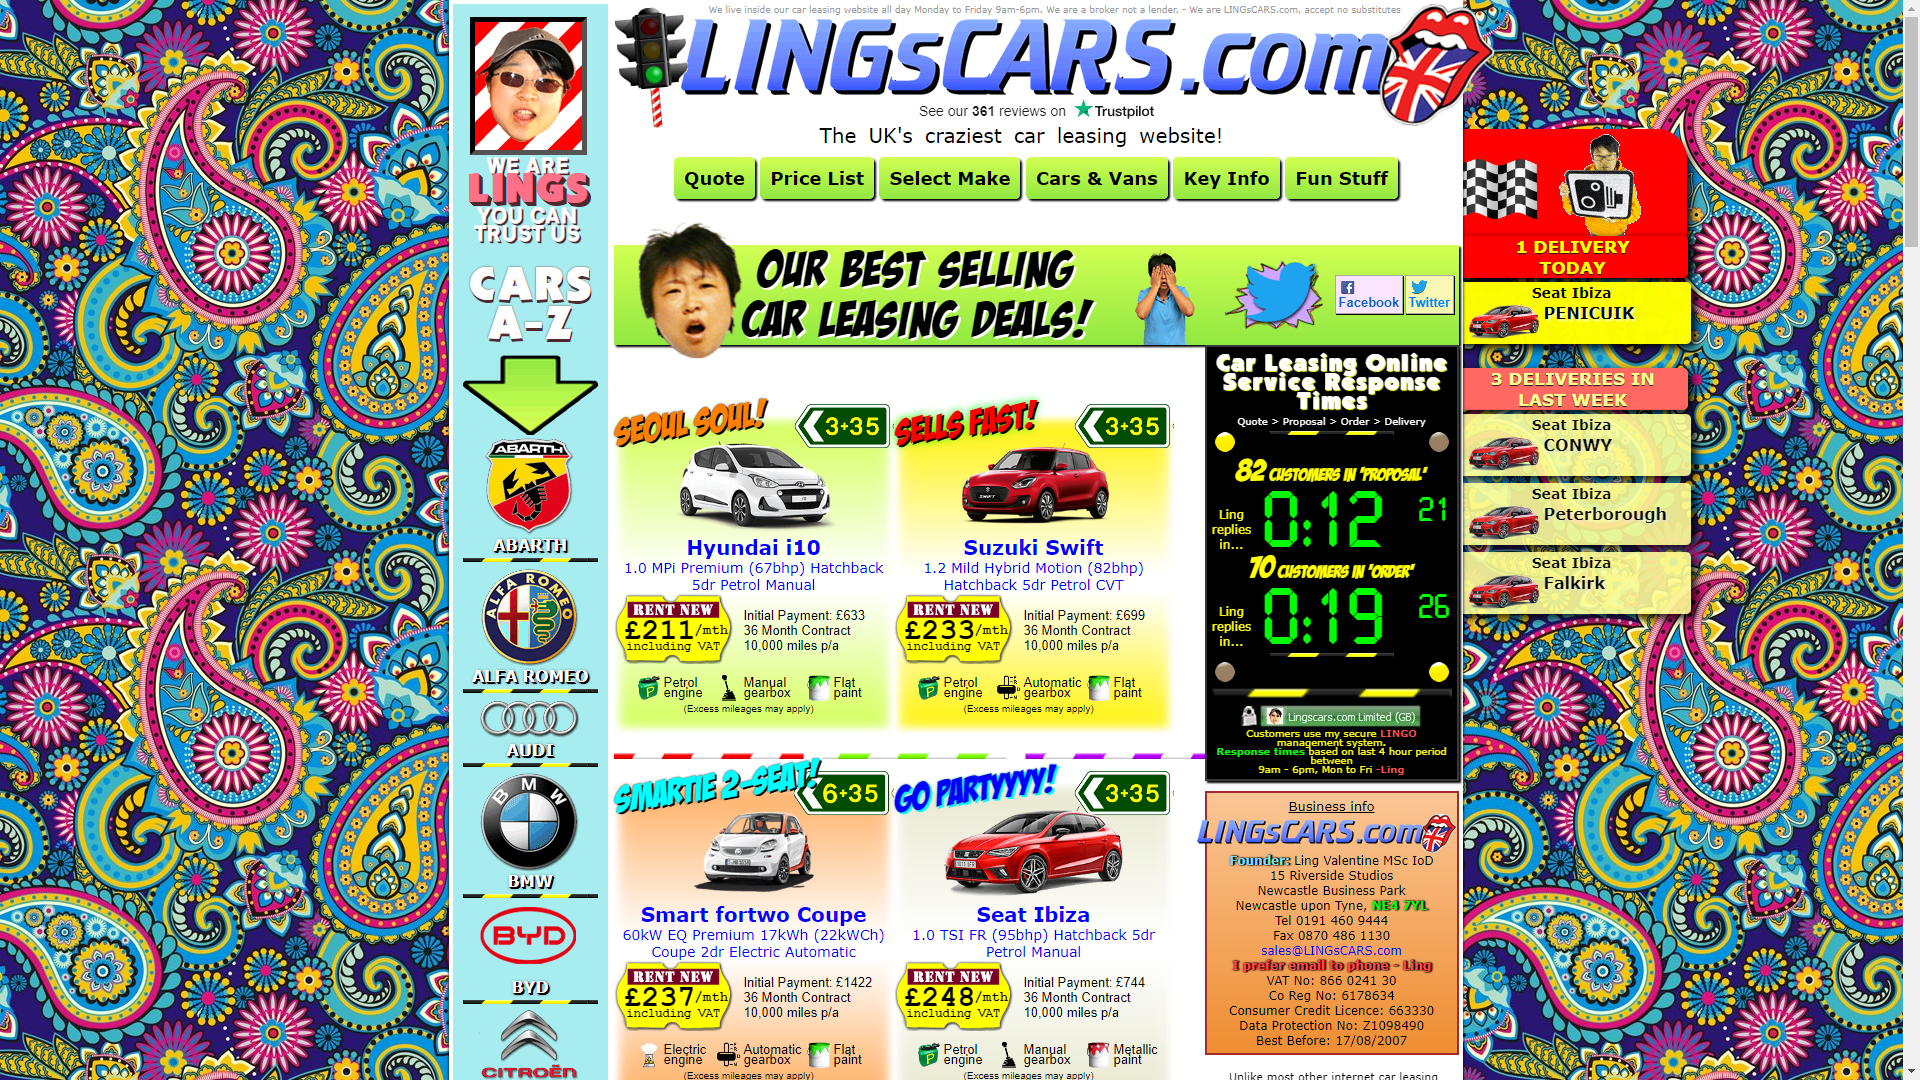 We live inside our car leasing website all day Monday to Friday 9am-6pm. We are a broker not a lender. - We are LINGsCARS.com, accept no substitutes
LINGsCARS.com
See our 361 reviews on Trustpilot
The UK's craziest car leasing website!
Quote
Price List
Select Make
Cars & Vans
Key Info
Fun Stuff
WE ARE
LINGS
YOU CAN
TRUST US
CARS
A-Z
ABARTH
ABARTH
ALFA ROMEO
ALFA ROMEO
AUDI
BMW
BMW
BYD
BYD
CITROËN
OUR BEST SELLING
CAR LEASING DEALS!
Facebook
Twitter
SEOUL SOUL!
3+35
Hyundai i10
1.0 MPi Premium (67bhp) Hatchback
5dr Petrol Manual
RENT NEW
£211/mth
including VAT
Initial Payment: £633
36 Month Contract
10,000 miles p/a
Petrol
engine
Manual
gearbox
Flat
paint
(Excess mileages may apply)
SELLS FAST!
3+35
SWIFT
Suzuki Swift
1.2 Mild Hybrid Motion (82bhp)
Hatchback 5dr Petrol CVT
RENT NEW
£233/mth
including VAT
Initial Payment: £699
36 Month Contract
10,000 miles p/a
Petrol
engine
Automatic
gearbox
Flat
paint
(Excess mileages may apply)
SMARTIE 2-SEAT!
6+35
Smart fortwo Coupe
60kW EQ Premium 17kWh (22kWCh)
Coupe 2dr Electric Automatic
RENT NEW
£237/mth
including VAT
Initial Payment: £1422
36 Month Contract
10,000 miles p/a
Electric
engine
Automatic
gearbox
Flat
paint
(Excess mileages may apply)
GO PARTYYYY!
3+35
Seat Ibiza
1.0 TSI FR (95bhp) Hatchback 5dr
Petrol Manual
RENT NEW
£248/mth
including VAT
Initial Payment: £744
36 Month Contract
10,000 miles p/a
Petrol
engine
Manual
gearbox
Metallic
paint
(Excess mileages may apply)
Car Leasing Online
Service Response
Times
Quote > Proposal > Order > Delivery
82 CUSTOMERS IN 'PROPOSAL'
Ling
replies
in...
0:12
21
70 CUSTOMERS IN 'ORDER'
Ling
replies
in...
0:19
26
Lingscars.com Limited (GB)
Customers use my secure LINGO
management system.
Response times based on last 4 hour period
between
9am - 6pm, Mon to Fri -Ling
Business info
LINGsCARS.com
Founder: Ling Valentine MSc IoD
15 Riverside Studios
Newcastle Business Park
Newcastle upon Tyne, NE4 7YL
Tel 0191 460 9444
Fax 0870 486 1130
sales@LINGsCARS.com
I prefer email to phone - Ling
VAT No: 866 0241 30
Co Reg No: 6178634
Consumer Credit Licence: 663330
Data Protection No: Z1098490
Best Before: 17/08/2007
Unlike most other internet car leasing
1 DELIVERY
TODAY
Seat Ibiza
PENICUIK
3 DELIVERIES IN
LAST WEEK
Seat Ibiza
CONWY
Seat Ibiza
Peterborough
Seat Ibiza
Falkirk